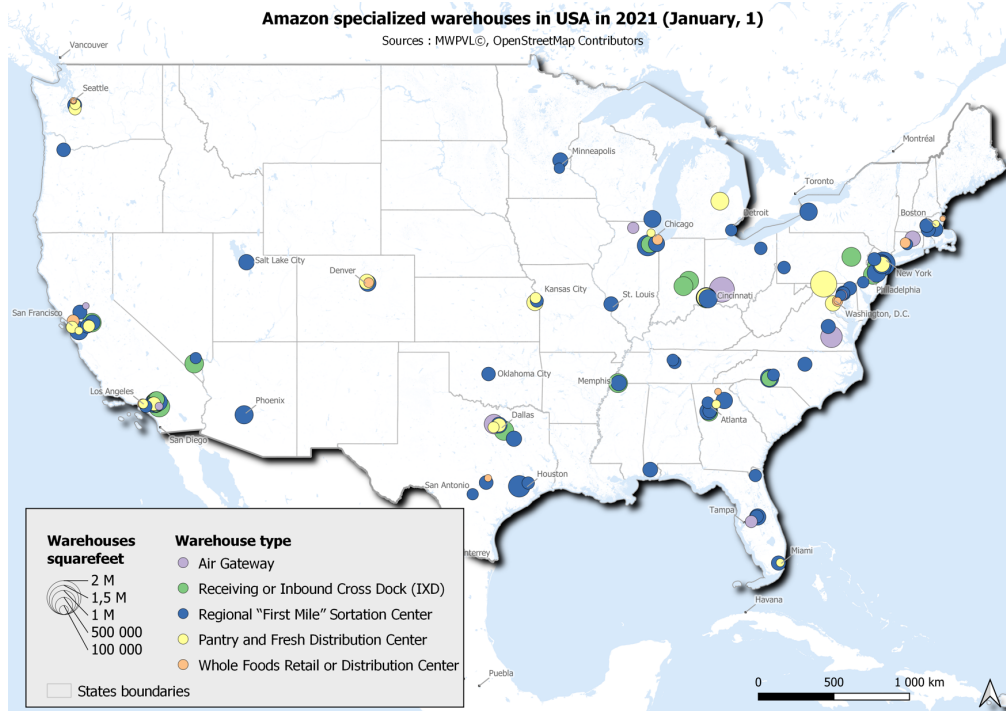 Amazon specialized warehouses in USA in 2021 (January, 1)
Sources : MWPVL©, OpenStreetMap Contributors
Vancouver
Seattle
Montréal
Minneapolis
Toronto
Boston
Detroit
Chicago
Salt Lake City
Denver
New York
Kansas City
Philadelphia
St. Louis
Cincinnati
San Francisco
Washington, D.C.
Oklahoma City
Memphis
Los Angeles
Phoenix
Dallas
Atlanta
San Diego
Houston
San Antonio
Tampa
Miami
nterrey
Havana
Puebla
Warehouses
squarefeet
2 M
1,5 M
1 M
500 000
100 000
States boundaries
Warehouse type
Air Gateway
Receiving or Inbound Cross Dock (IXD)
Regional “First Mile” Sortation Center
Pantry and Fresh Distribution Center
Whole Foods Retail or Distribution Center
0 500 1 000 km